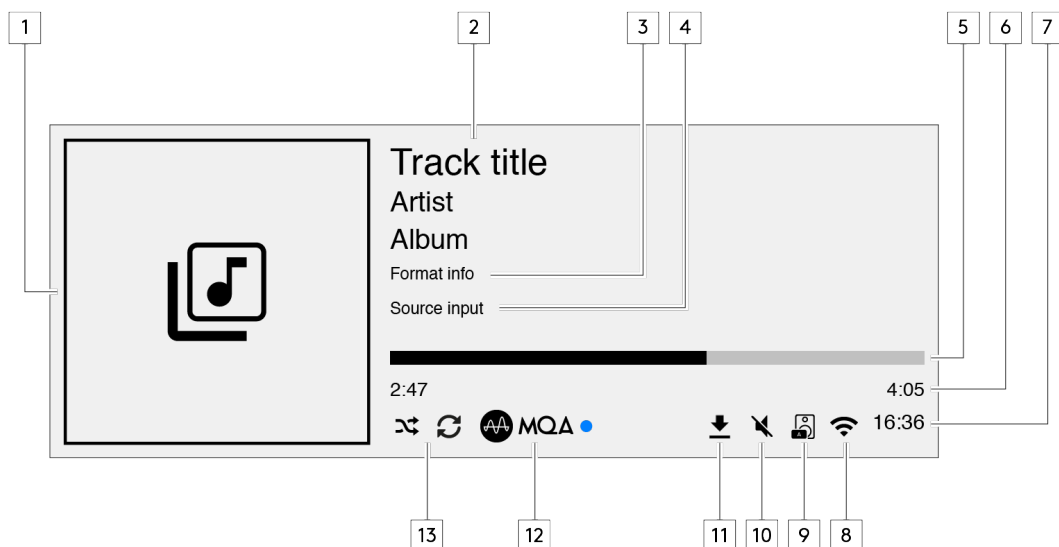 1 2 3 4 5 6 7
Track title
Artist
Album
Format info
Source input
2:47 4:05
MQA A 16:36
13 12 11 10 9 8